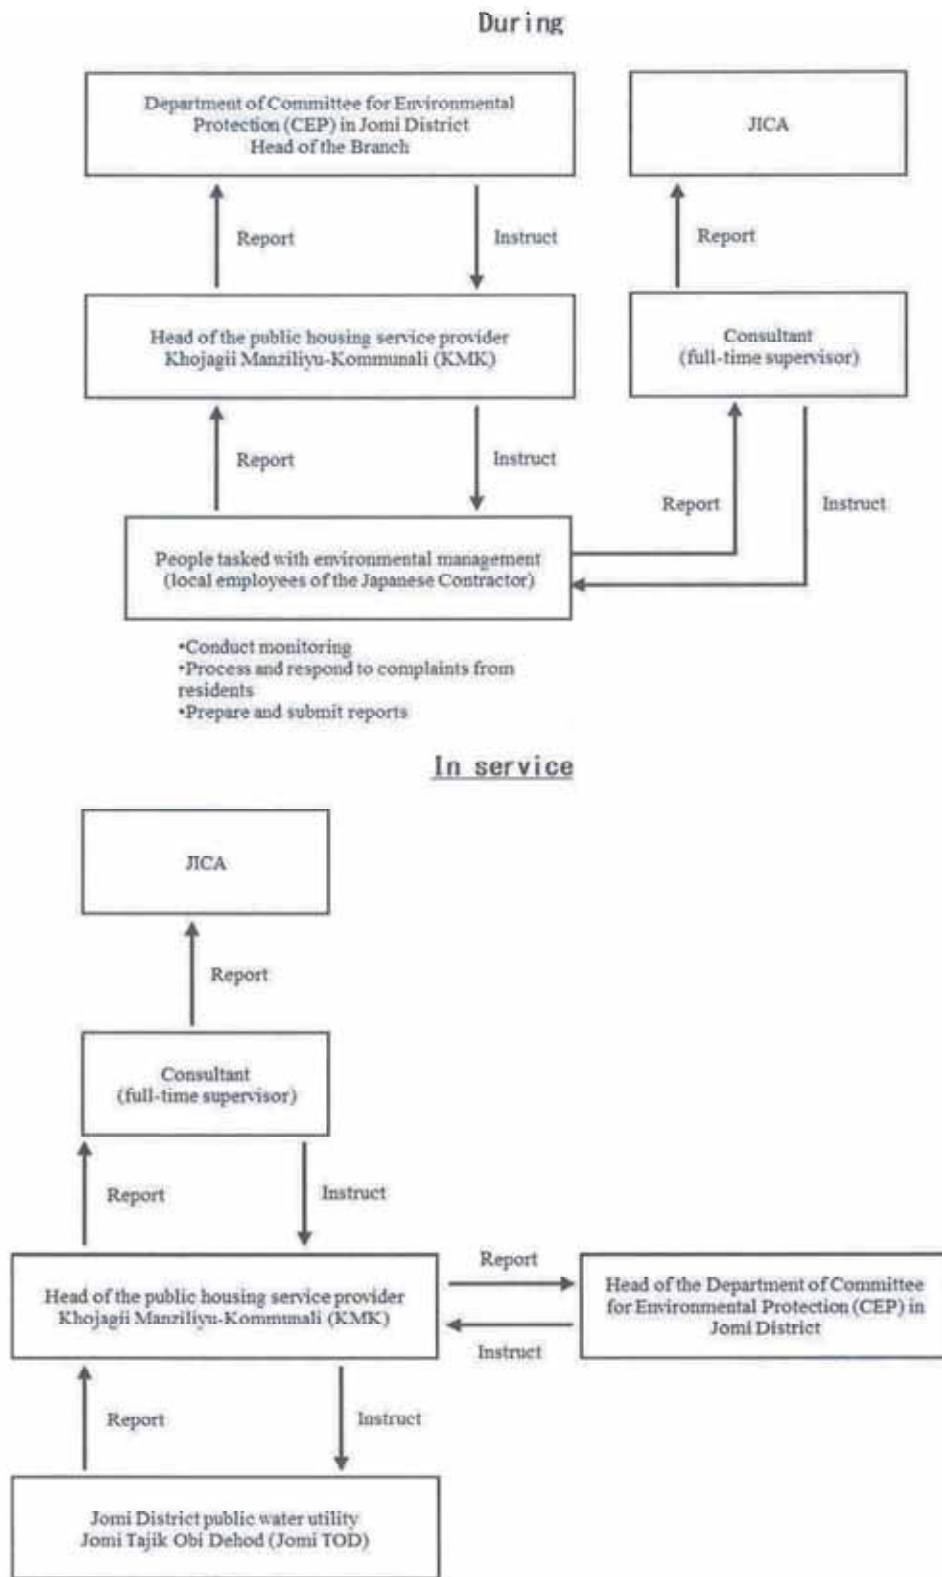 During
Department of Committee for Environmental
Protection (CEP) in Jomi District
Head of the Branch
JICA
Report
Instruct
Report
Head of the public housing service provider
Khojagii Manziliyu-Kommunali (KMK)
Consultant
(full-time supervisor)
Report
Instruct
Report
Instruct
People tasked with environmental management
(local employees of the Japanese Contractor)
•Conduct monitoring
•Process and respond to complaints from
residents
•Prepare and submit reports
In service
JICA
Report
Consultant
(full-time supervisor)
Report
Instruct
Head of the public housing service provider
Khojagii Manziliyu-Kommunali (KMK)
Report
Instruct
Head of the Department of Committee
for Environmental Protection (CEP) in
Jomi District
Report
Instruct
Jomi District public water utility
Jomi Tajik Obi Dehod (Jomi TOD)